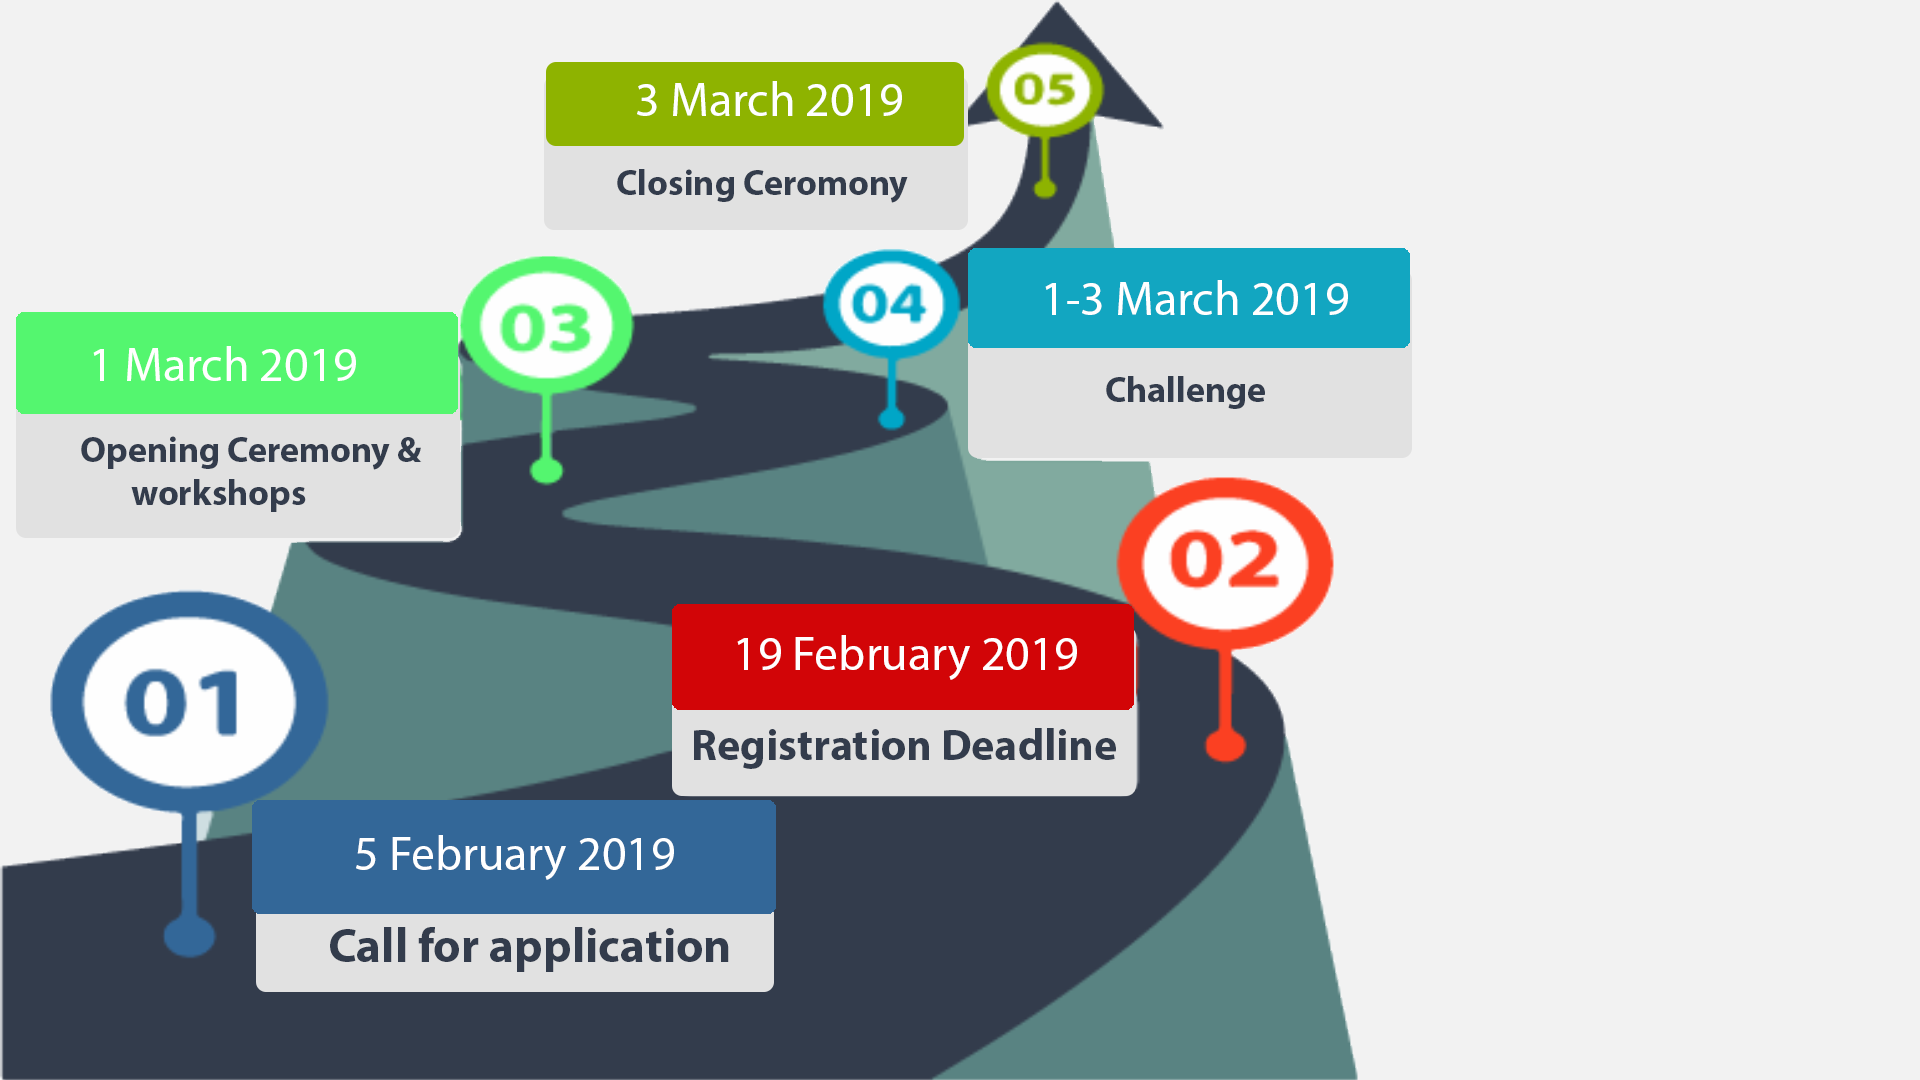 05
3 March 2019
Closing Ceromony
04
1-3 March 2019
Challenge
03
1 March 2019
Opening Ceremony &
workshops
02
19 February 2019
Registration Deadline
01
5 February 2019
Call for application